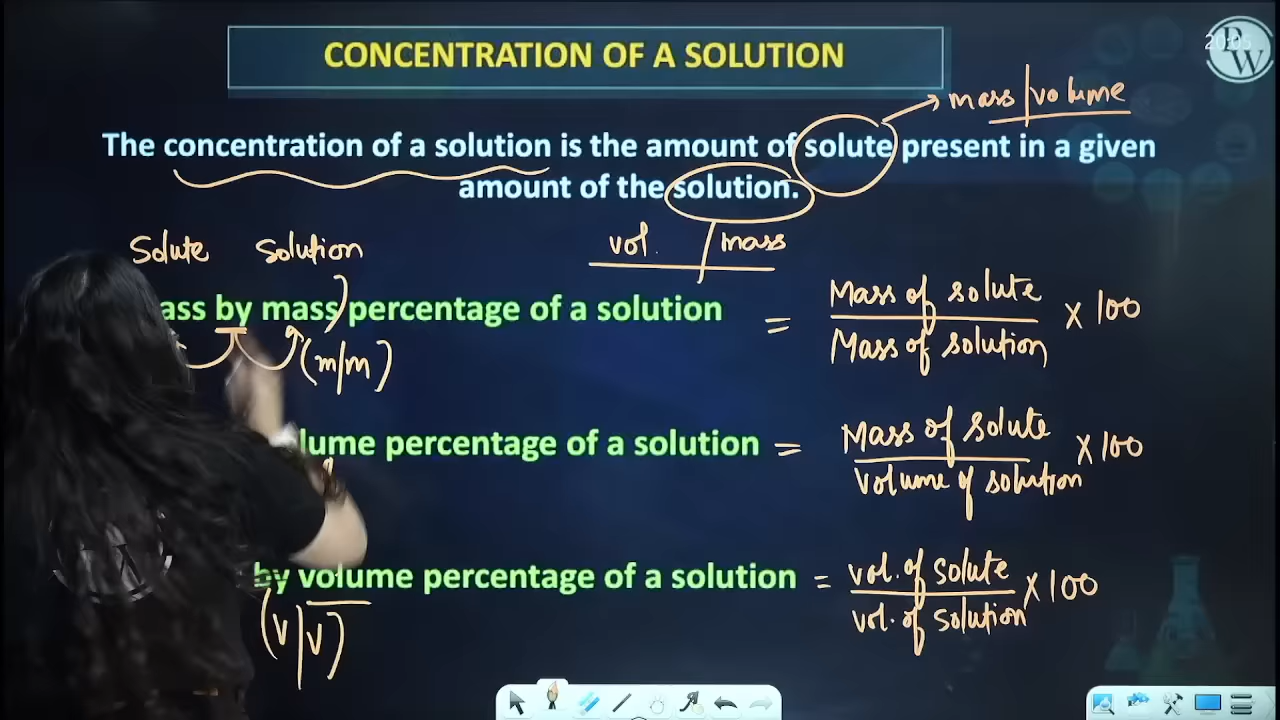 CONCENTRATION OF A SOLUTION
20:05
PW
mass/volume
The concentration of a solution is the amount of solute present in a given
amount of the solution.
vol. / mass
Solute Solution
ass by mass percentage of a solution = Mass of solute / Mass of solution × 100
(m/m)
lume percentage of a solution = Mass of solute / Volume of solution × 100
by volume percentage of a solution = vol. of solute / vol. of solution × 100
(V/V)